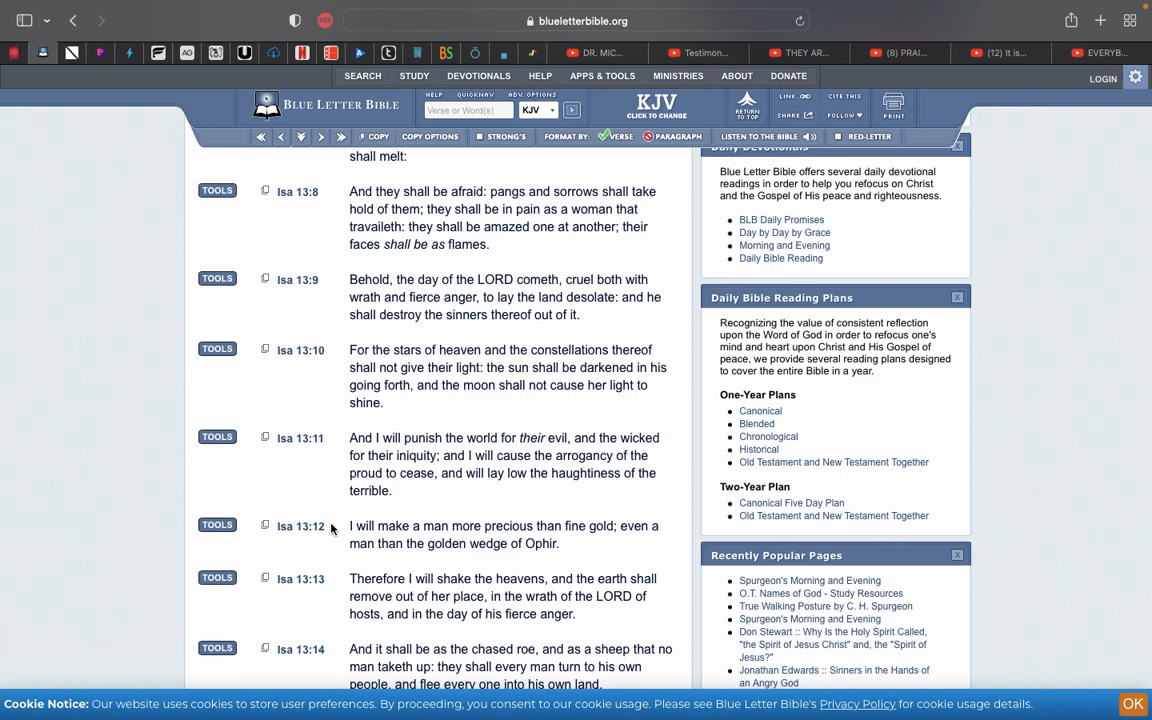 blueletterbible.org
ABP
AG
U
t
BS
DR. MIC...
Testimon...
THEY AR...
(8) PRAI...
(12) It is...
EVERYB...
SEARCH STUDY DEVOTIONALS HELP APPS & TOOLS MINISTRIES ABOUT DONATE
LOGIN
BLUE LETTER BIBLE
HELP QUICKNAV ADV. OPTIONS
Verse or Word(s) KJV
KJV
CLICK TO CHANGE
RETURN TO TOP
LINK
SHARE
CITE THIS
FOLLOW
PRINT
COPY COPY OPTIONS STRONG'S FORMAT BY: VERSE PARAGRAPH LISTEN TO THE BIBLE RED-LETTER
shall melt:
TOOLS Isa 13:8 And they shall be afraid: pangs and sorrows shall take
hold of them; they shall be in pain as a woman that
travaileth: they shall be amazed one at another; their
faces shall be as flames.
TOOLS Isa 13:9 Behold, the day of the LORD cometh, cruel both with
wrath and fierce anger, to lay the land desolate: and he
shall destroy the sinners thereof out of it.
TOOLS Isa 13:10 For the stars of heaven and the constellations thereof
shall not give their light: the sun shall be darkened in his
going forth, and the moon shall not cause her light to
shine.
TOOLS Isa 13:11 And I will punish the world for their evil, and the wicked
for their iniquity; and I will cause the arrogancy of the
proud to cease, and will lay low the haughtiness of the
terrible.
TOOLS Isa 13:12 I will make a man more precious than fine gold; even a
man than the golden wedge of Ophir.
TOOLS Isa 13:13 Therefore I will shake the heavens, and the earth shall
remove out of her place, in the wrath of the LORD of
hosts, and in the day of his fierce anger.
TOOLS Isa 13:14 And it shall be as the chased roe, and as a sheep that no
man taketh up: they shall every man turn to his own
people, and flee every one into his own land.
Daily Devotionals
Blue Letter Bible offers several daily devotional
readings in order to help you refocus on Christ
and the Gospel of His peace and righteousness.
BLB Daily Promises
Day by Day by Grace
Morning and Evening
Daily Bible Reading
Daily Bible Reading Plans
Recognizing the value of consistent reflection
upon the Word of God in order to refocus one's
mind and heart upon Christ and His Gospel of
peace, we provide several reading plans designed
to cover the entire Bible in a year.
One-Year Plans
Canonical
Blended
Chronological
Historical
Old Testament and New Testament Together
Two-Year Plan
Canonical Five Day Plan
Old Testament and New Testament Together
Recently Popular Pages
Spurgeon's Morning and Evening
O.T. Names of God - Study Resources
True Walking Posture by C. H. Spurgeon
Spurgeon's Morning and Evening
Don Stewart :: Why Is the Holy Spirit Called,
"the Spirit of Jesus Christ" and, the "Spirit of
Jesus?"
Jonathan Edwards :: Sinners in the Hands of
an Angry God
Cookie Notice: Our website uses cookies to store user preferences. By proceeding, you consent to our cookie usage. Please see Blue Letter Bible's Privacy Policy for cookie usage details. OK